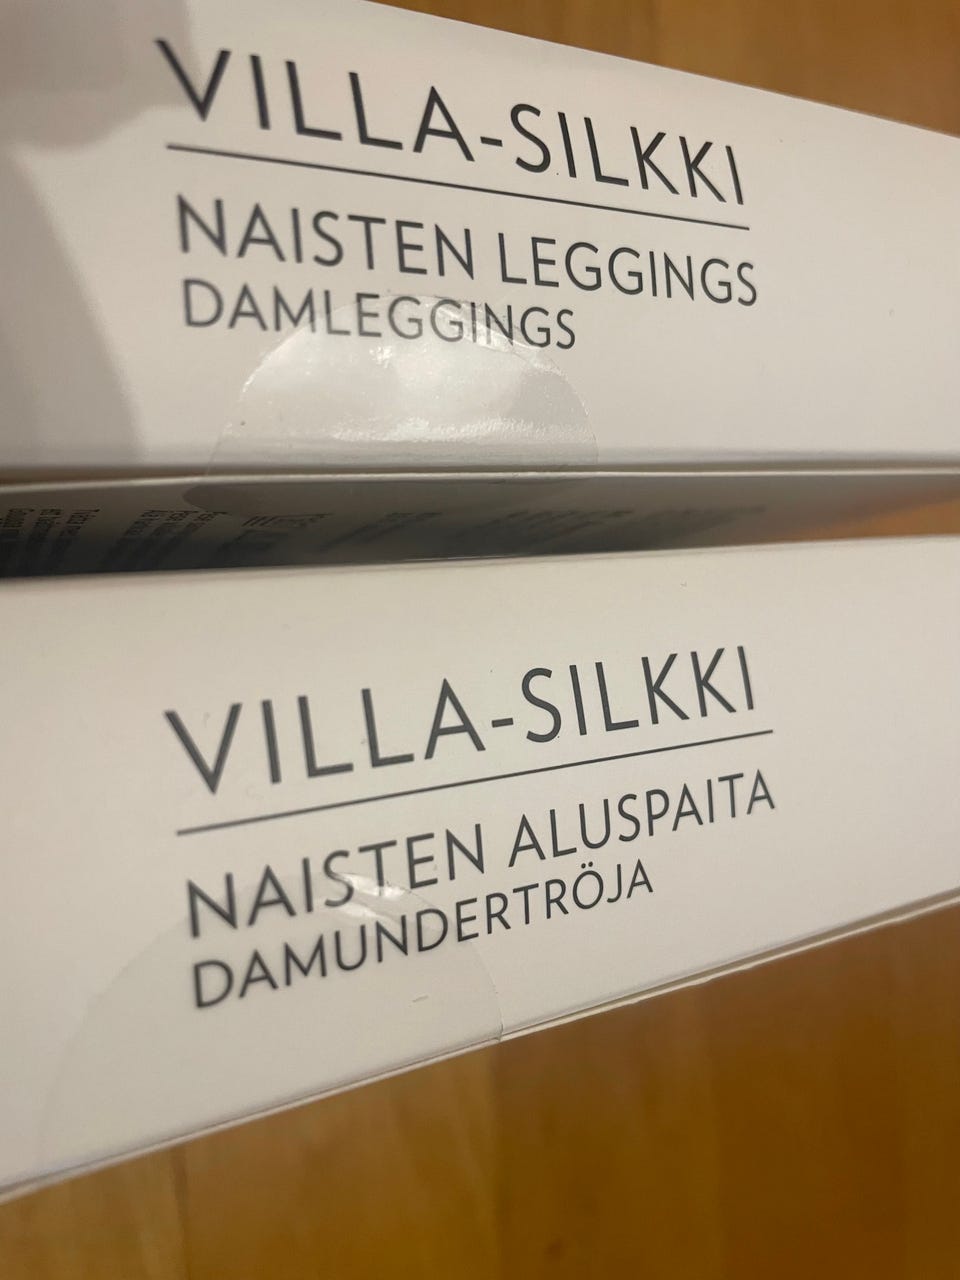 VILLA-SILKKI
NAISTEN LEGGINGS
DAMLEGGINGS
VILLA-SILKKI
NAISTEN ALUSPAITA
DAMUNDERTRÖJA